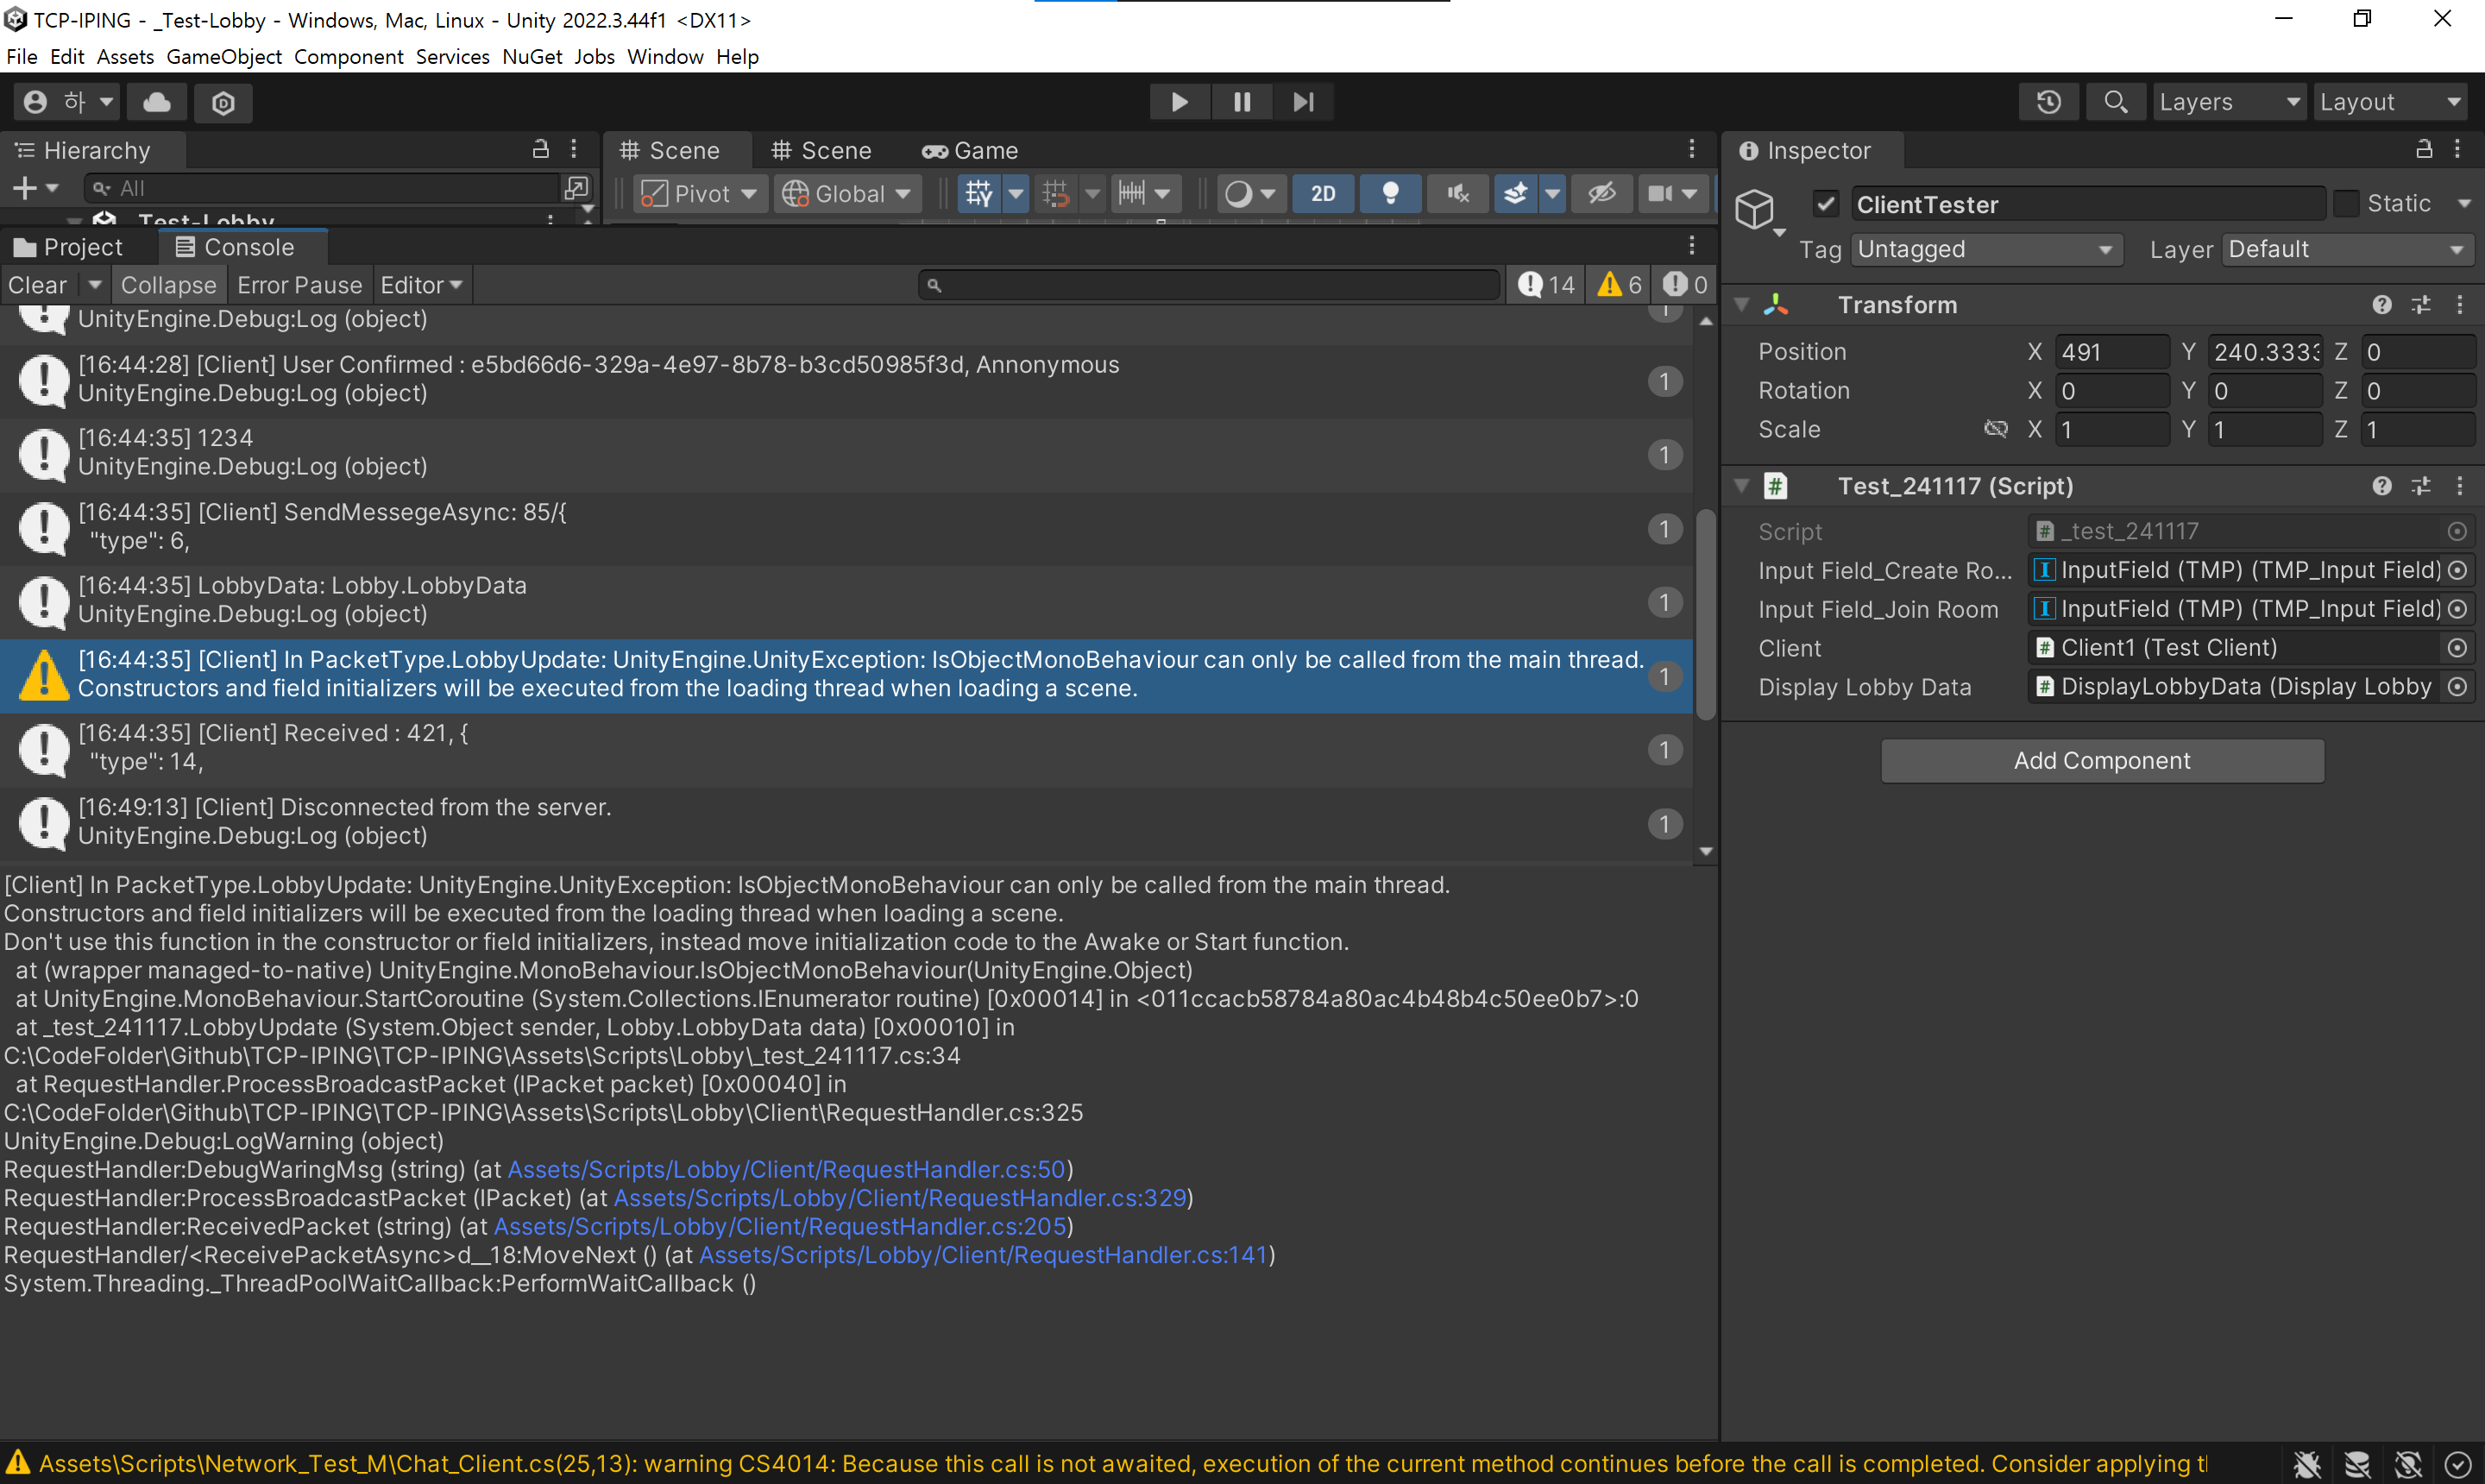 TCP-IPING - _Test-Lobby - Windows, Mac, Linux - Unity 2022.3.44f1 <DX11>
File Edit Assets GameObject Component Services NuGet Jobs Window Help
하 Layers Layout
Hierarchy
All
Test-Lobby
Scene Scene Game
Pivot Global 2D
Project Console
Clear Collapse Error Pause Editor 14 6 0
UnityEngine.Debug:Log (object) 1
[16:44:28] [Client] User Confirmed : e5bd66d6-329a-4e97-8b78-b3cd50985f3d, Annonymous
UnityEngine.Debug:Log (object) 1
[16:44:35] 1234
UnityEngine.Debug:Log (object) 1
[16:44:35] [Client] SendMessegeAsync: 85/{
"type": 6, 1
[16:44:35] LobbyData: Lobby.LobbyData
UnityEngine.Debug:Log (object) 1
[16:44:35] [Client] In PacketType.LobbyUpdate: UnityEngine.UnityException: IsObjectMonoBehaviour can only be called from the main thread.
Constructors and field initializers will be executed from the loading thread when loading a scene. 1
[16:44:35] [Client] Received : 421, {
"type": 14, 1
[16:49:13] [Client] Disconnected from the server.
UnityEngine.Debug:Log (object) 1
[Client] In PacketType.LobbyUpdate: UnityEngine.UnityException: IsObjectMonoBehaviour can only be called from the main thread.
Constructors and field initializers will be executed from the loading thread when loading a scene.
Don't use this function in the constructor or field initializers, instead move initialization code to the Awake or Start function.
at (wrapper managed-to-native) UnityEngine.MonoBehaviour.IsObjectMonoBehaviour(UnityEngine.Object)
at UnityEngine.MonoBehaviour.StartCoroutine (System.Collections.IEnumerator routine) [0x00014] in <011ccacb58784a80ac4b48b4c50ee0b7>:0
at _test_241117.LobbyUpdate (System.Object sender, Lobby.LobbyData data) [0x00010] in
C:\CodeFolder\Github\TCP-IPING\TCP-IPING\Assets\Scripts\Lobby\_test_241117.cs:34
at RequestHandler.ProcessBroadcastPacket (IPacket packet) [0x00040] in
C:\CodeFolder\Github\TCP-IPING\TCP-IPING\Assets\Scripts\Lobby\Client\RequestHandler.cs:325
UnityEngine.Debug:LogWarning (object)
RequestHandler:DebugWaringMsg (string) (at Assets/Scripts/Lobby/Client/RequestHandler.cs:50)
RequestHandler:ProcessBroadcastPacket (IPacket) (at Assets/Scripts/Lobby/Client/RequestHandler.cs:329)
RequestHandler:ReceivedPacket (string) (at Assets/Scripts/Lobby/Client/RequestHandler.cs:205)
RequestHandler/<ReceivePacketAsync>d__18:MoveNext () (at Assets/Scripts/Lobby/Client/RequestHandler.cs:141)
System.Threading._ThreadPoolWaitCallback:PerformWaitCallback ()
Inspector
ClientTester Static
Tag Untagged Layer Default
Transform
Position X 491 Y 240.3333 Z 0
Rotation X 0 Y 0 Z 0
Scale X 1 Y 1 Z 1
Test_241117 (Script)
Script _test_241117
Input Field_Create Ro... InputField (TMP) (TMP_Input Field)
Input Field_Join Room InputField (TMP) (TMP_Input Field)
Client Client1 (Test Client)
Display Lobby Data DisplayLobbyData (Display Lobby
Add Component
Assets\Scripts\Network_Test_M\Chat_Client.cs(25,13): warning CS4014: Because this call is not awaited, execution of the current method continues before the call is completed. Consider applying t